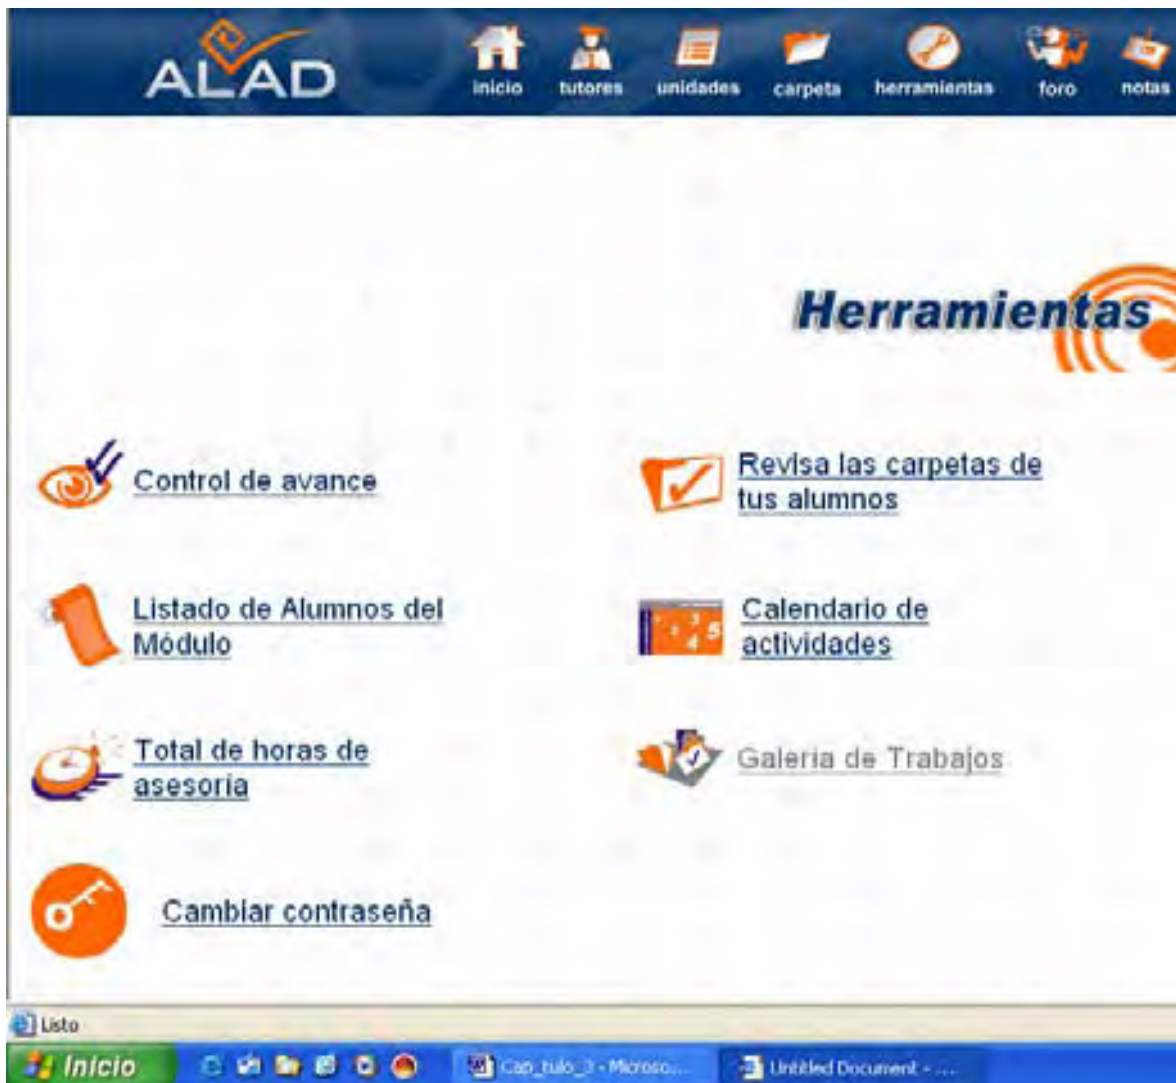 ALAD
inicio tutores unidades carpeta herramientas foro notas
Herramientas
Control de avance
Revisa las carpetas de
tus alumnos
Listado de Alumnos del
Módulo
Calendario de
actividades
Total de horas de
asesoria
Galeria de Trabajos
Cambiar contraseña
Listo
Inicio
Cap_tulo_3 - Microso...
Untitled Document - ...